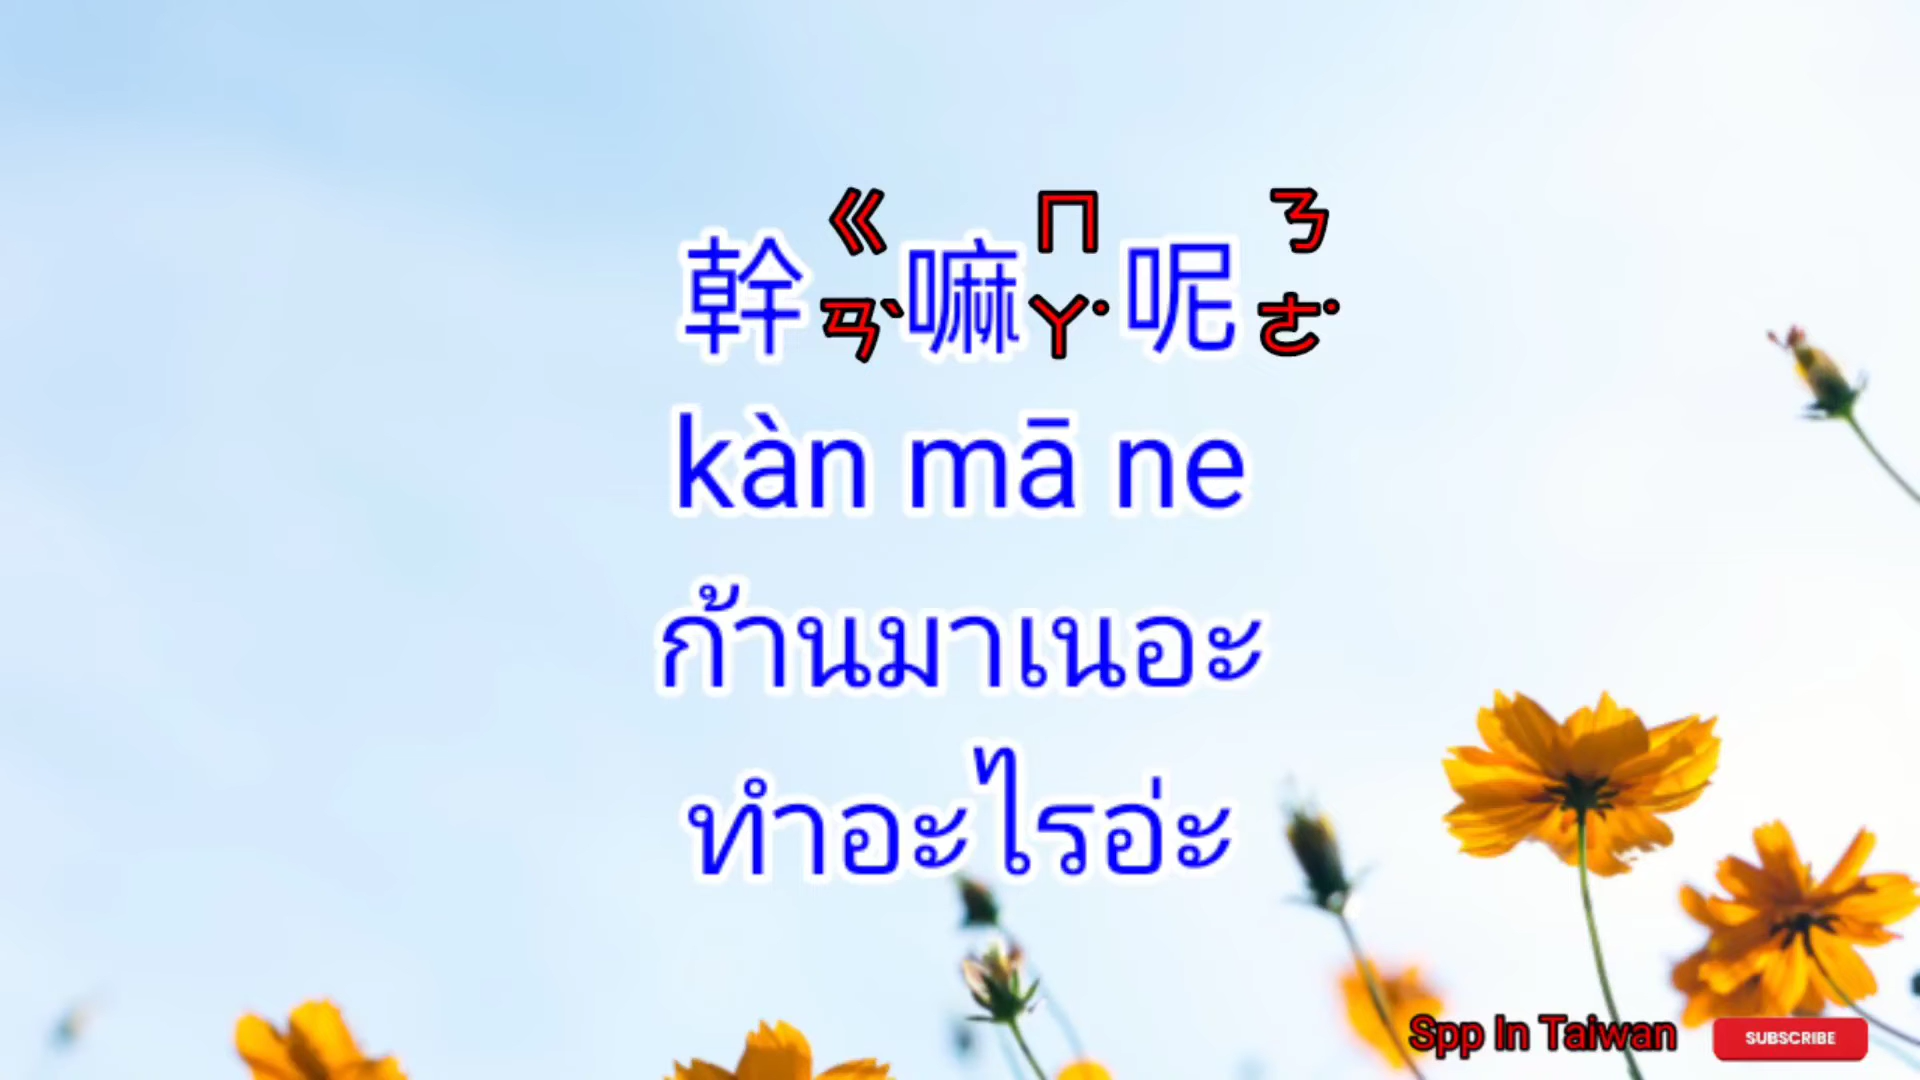 幹ㄍㄢˋ嘛ㄇㄚ˙呢ㄋㄜ˙
kàn mā ne
ก้านมาเนอะ
ทำอะไรอ่ะ
Spp In Taiwan
SUBSCRIBE